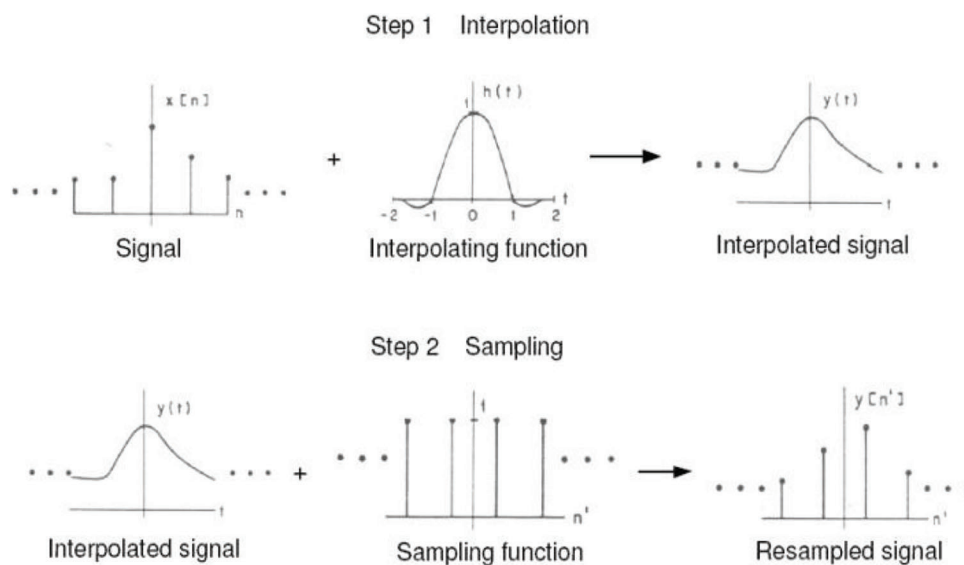 Step 1 Interpolation
x[n]
n
Signal
+
h(t)
1
t
-2 -1 0 1 2
Interpolating function
y(t)
t
Interpolated signal
Step 2 Sampling
y(t)
t
Interpolated signal
+
1
n'
Sampling function
y[n']
n'
Resampled signal